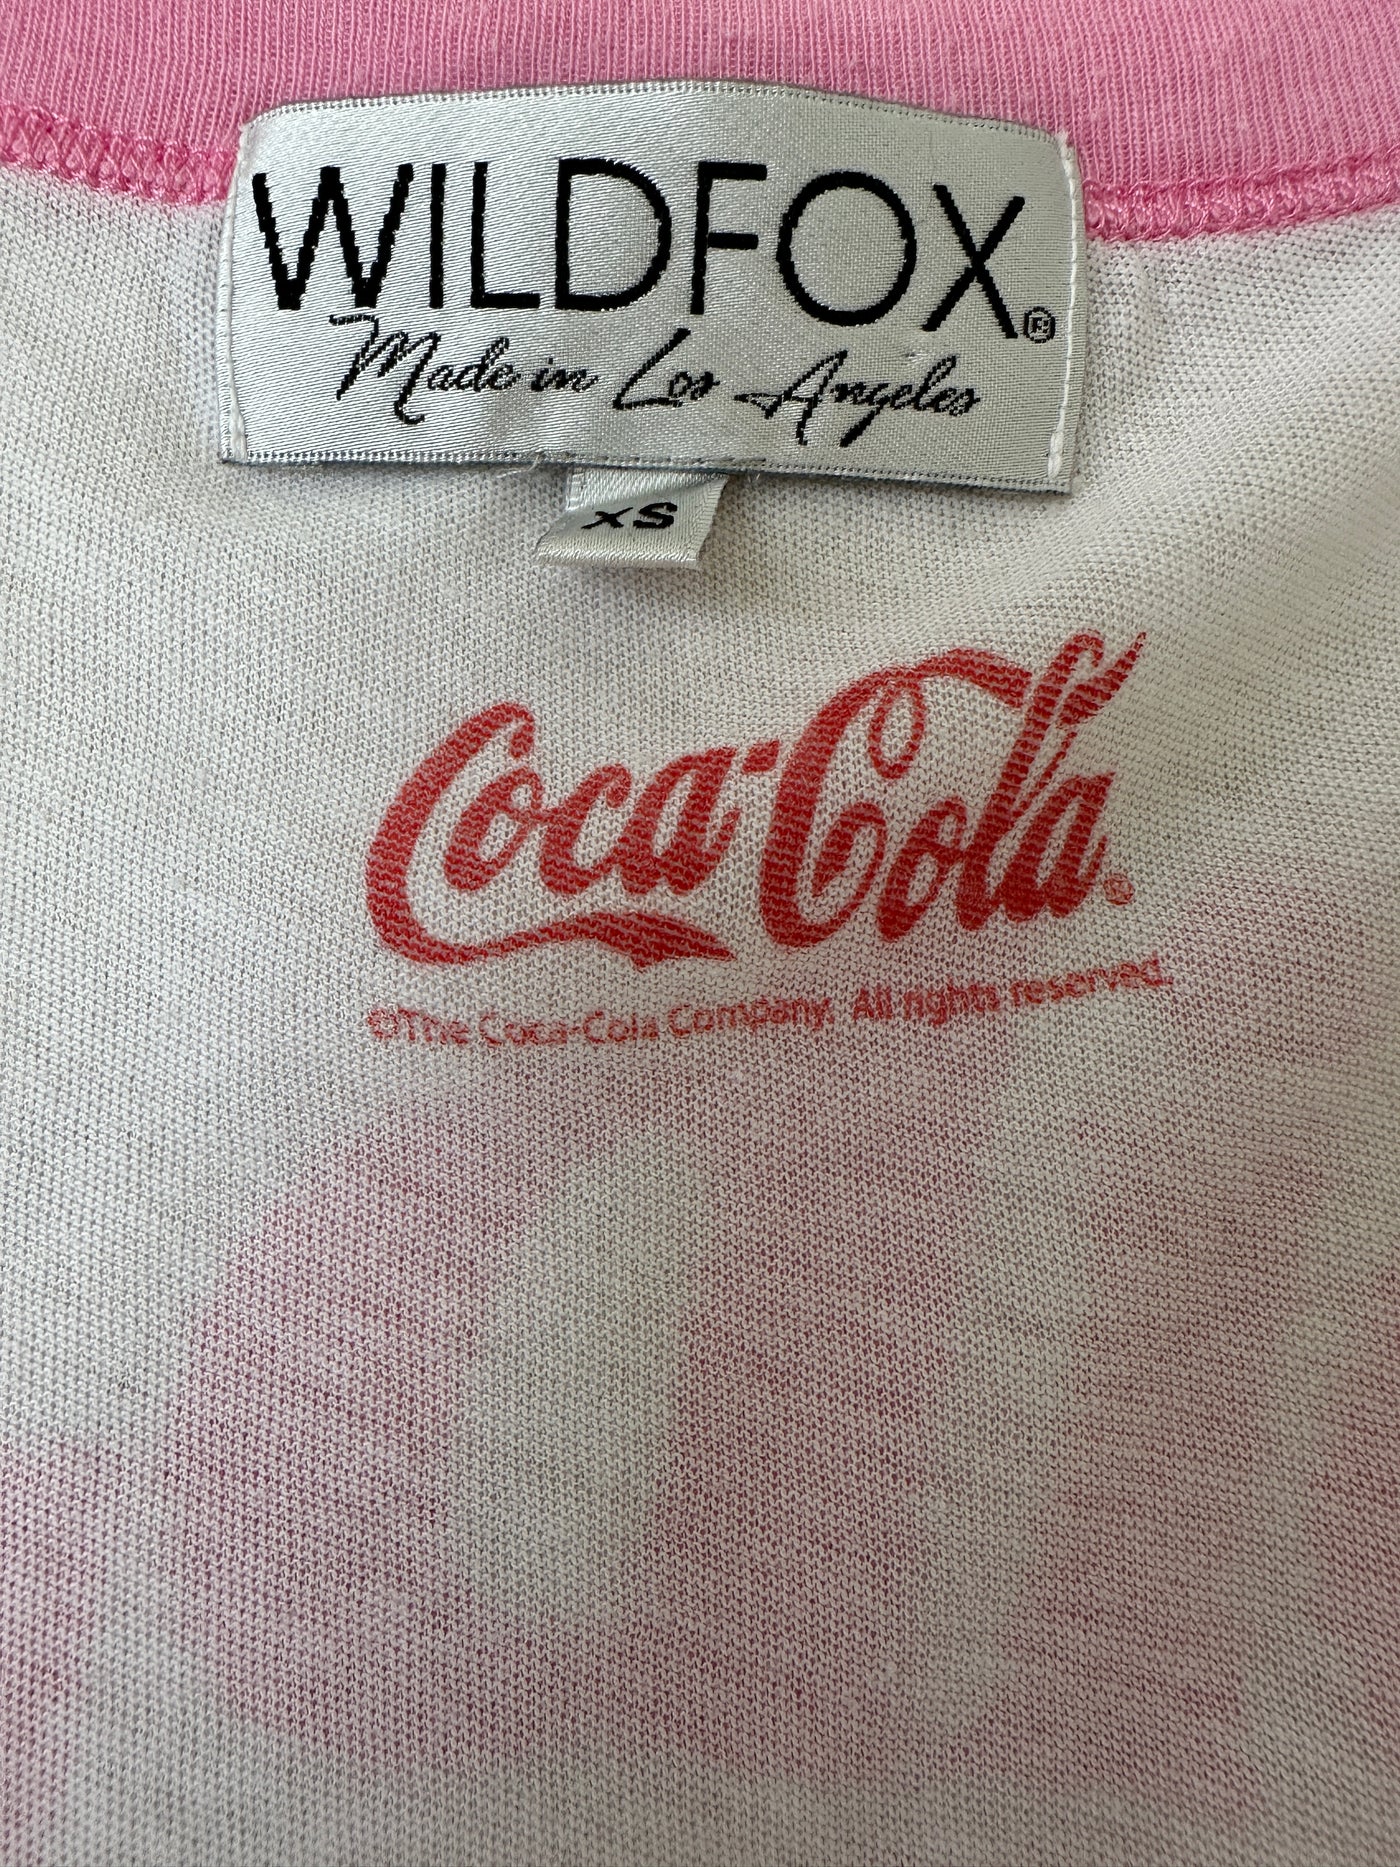 WILDFOX®
Made in Los Angeles
XS
Coca-Cola®
©The Coca-Cola Company. All rights reserved.